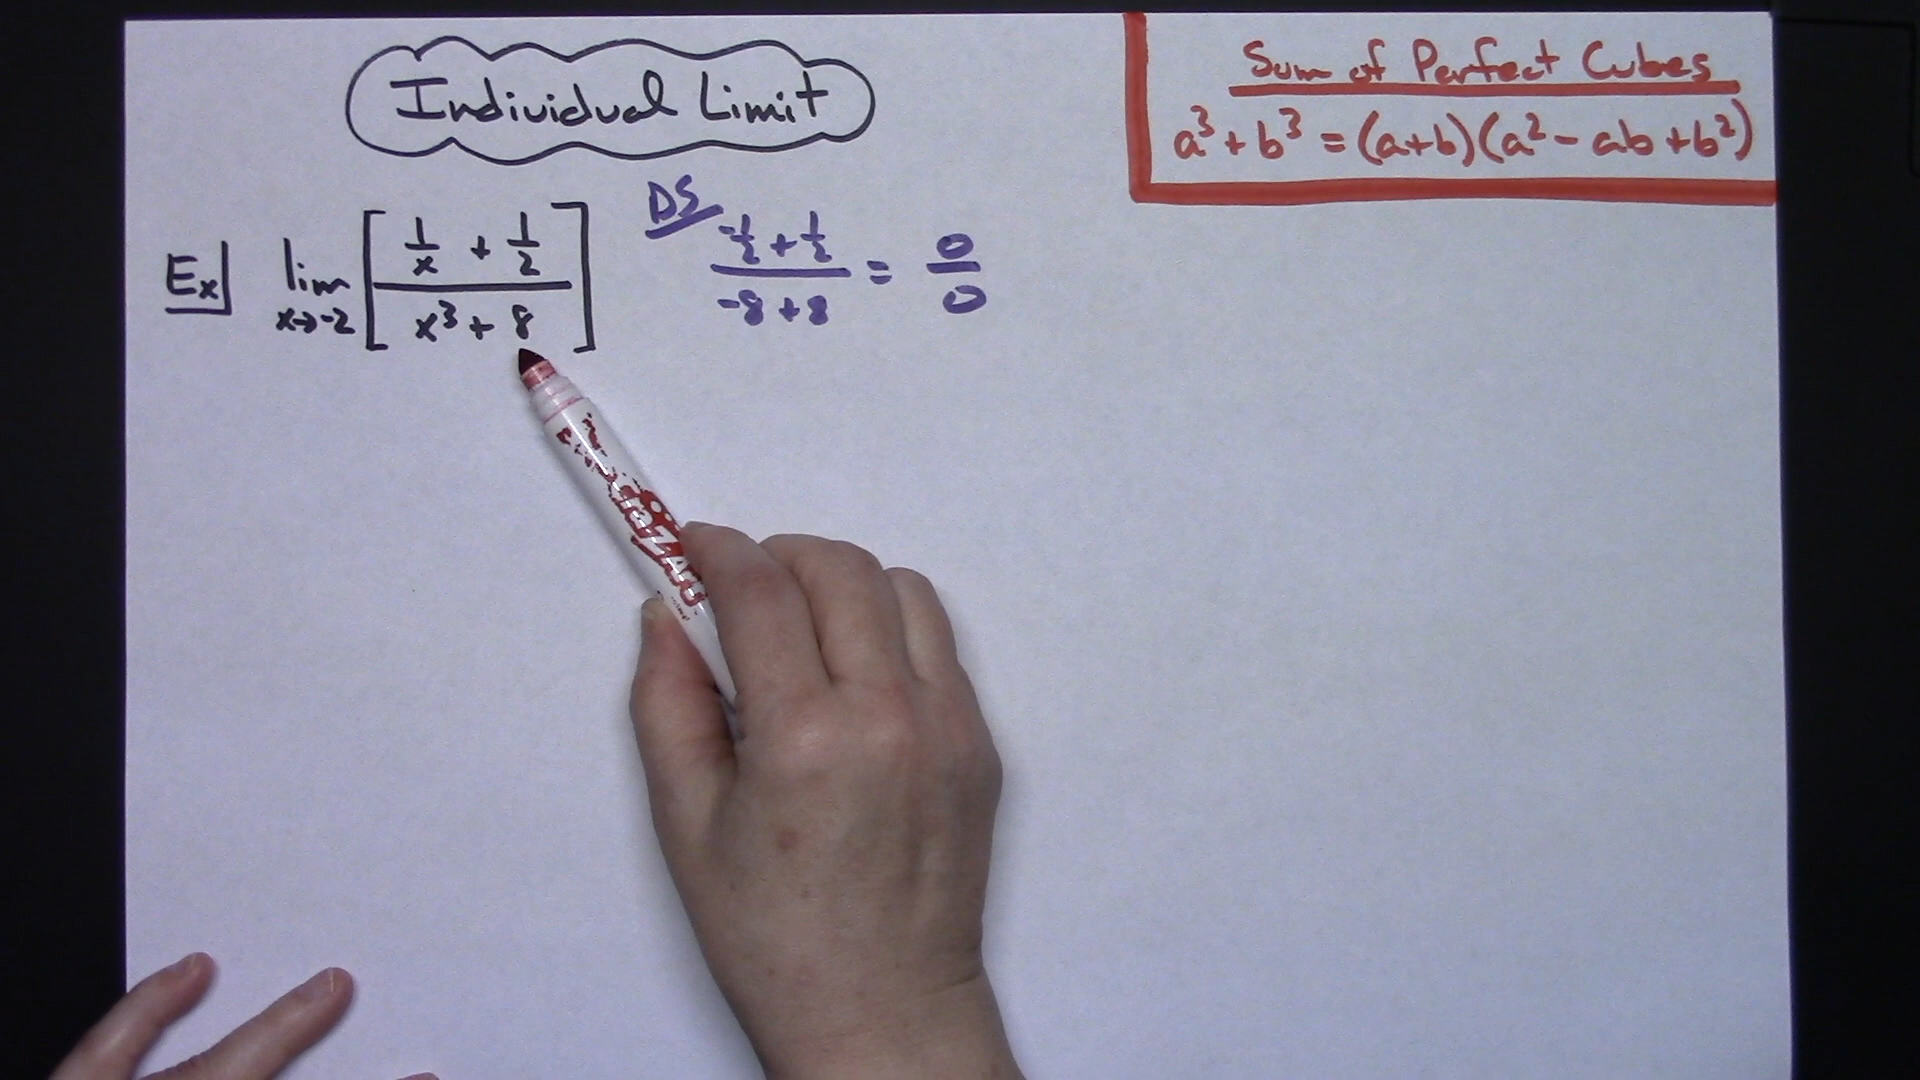 Individual Limit
Sum of Perfect Cubes
a³ + b³ = (a+b)(a² - ab + b²)
Ex lim x→-2 [ (1/x + 1/2) / (x³ + 8) ]
DS
(-1/2 + 1/2) / (-8 + 8) = 0/0